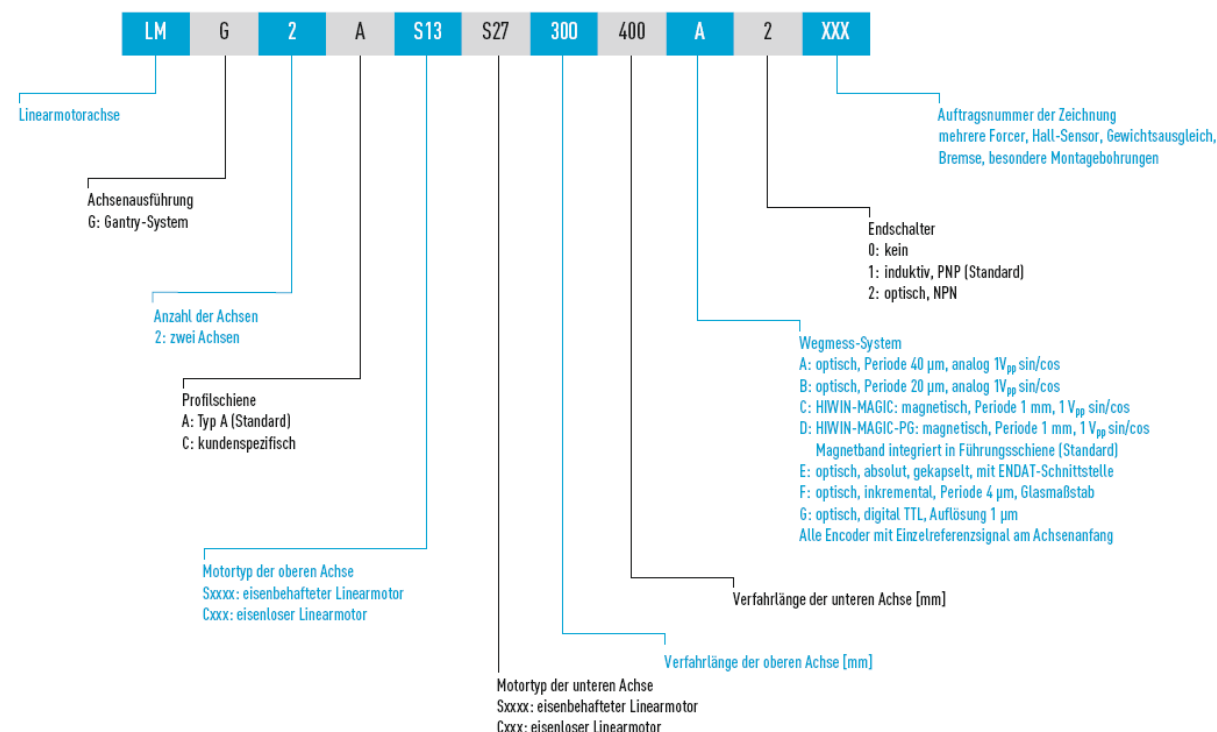 LM G 2 A S13 S27 300 400 A 2 XXX
Linearmotorachse
Auftragsnummer der Zeichnung
mehrere Forcer, Hall-Sensor, Gewichtsausgleich,
Bremse, besondere Montagebohrungen
Achsenausführung
G: Gantry-System
Endschalter
0: kein
1: induktiv, PNP (Standard)
2: optisch, NPN
Anzahl der Achsen
2: zwei Achsen
Wegmess-System
A: optisch, Periode 40 µm, analog 1Vpp sin/cos
B: optisch, Periode 20 µm, analog 1Vpp sin/cos
C: HIWIN-MAGIC: magnetisch, Periode 1 mm, 1 Vpp sin/cos
D: HIWIN-MAGIC-PG: magnetisch, Periode 1 mm, 1 Vpp sin/cos
Magnetband integriert in Führungsschiene (Standard)
E: optisch, absolut, gekapselt, mit ENDAT-Schnittstelle
F: optisch, inkremental, Periode 4 µm, Glasmaßstab
G: optisch, digital TTL, Auflösung 1 µm
Alle Encoder mit Einzelreferenzsignal am Achsenanfang
Profilschiene
A: Typ A (Standard)
C: kundenspezifisch
Motortyp der oberen Achse
Sxxxx: eisenbehafteter Linearmotor
Cxxx: eisenloser Linearmotor
Verfahrlänge der unteren Achse [mm]
Verfahrlänge der oberen Achse [mm]
Motortyp der unteren Achse
Sxxxx: eisenbehafteter Linearmotor
Cxxx: eisenloser Linearmotor